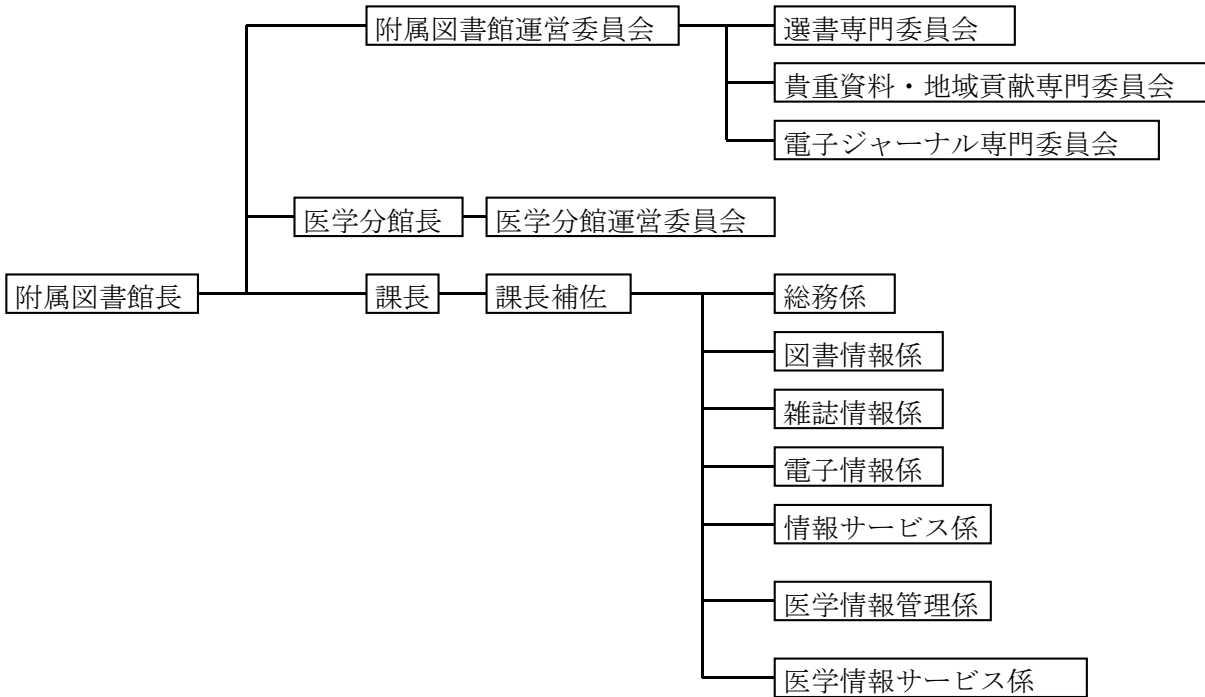 附属図書館運営委員会
選書専門委員会
貴重資料・地域貢献専門委員会
電子ジャーナル専門委員会
医学分館長
医学分館運営委員会
附属図書館長
課長
課長補佐
総務係
図書情報係
雑誌情報係
電子情報係
情報サービス係
医学情報管理係
医学情報サービス係